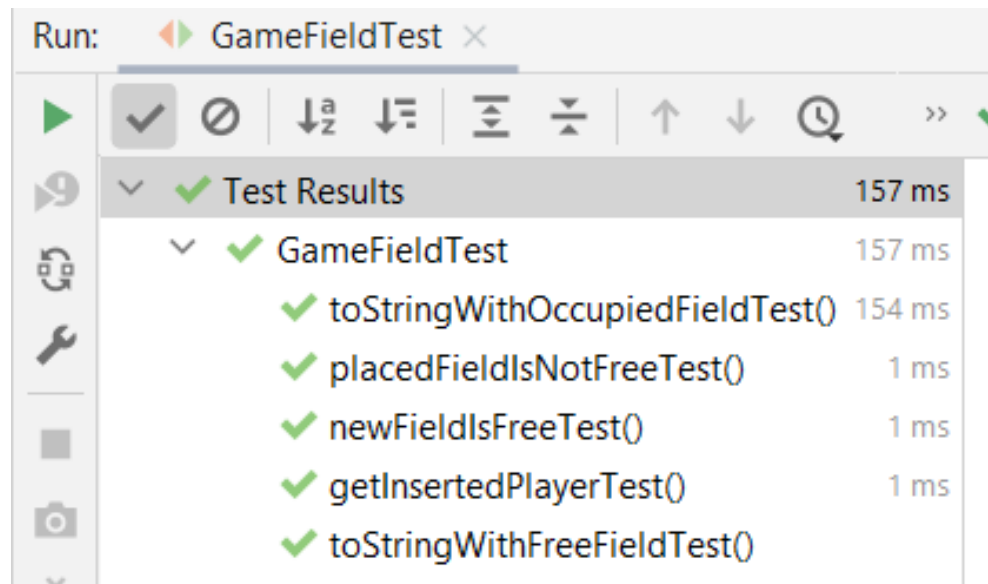 Run: GameFieldTest
Test Results 157 ms
GameFieldTest 157 ms
toStringWithOccupiedFieldTest() 154 ms
placedFieldIsNotFreeTest() 1 ms
newFieldIsFreeTest() 1 ms
getInsertedPlayerTest() 1 ms
toStringWithFreeFieldTest()